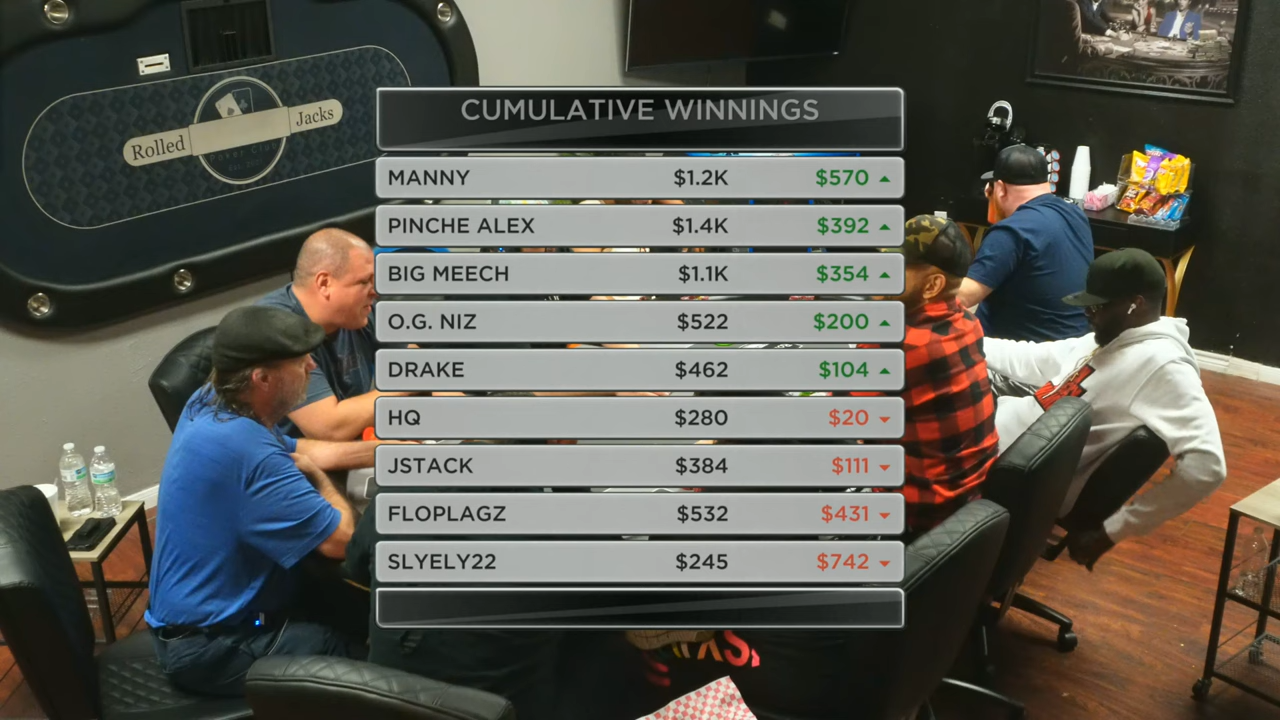 Rolled Jacks
CUMULATIVE WINNINGS
MANNY $1.2K $570
PINCHE ALEX $1.4K $392
BIG MEECH $1.1K $354
O.G. NIZ $522 $200
DRAKE $462 $104
HQ $280 $20
JSTACK $384 $111
FLOPLAGZ $532 $431
SLYELY22 $245 $742